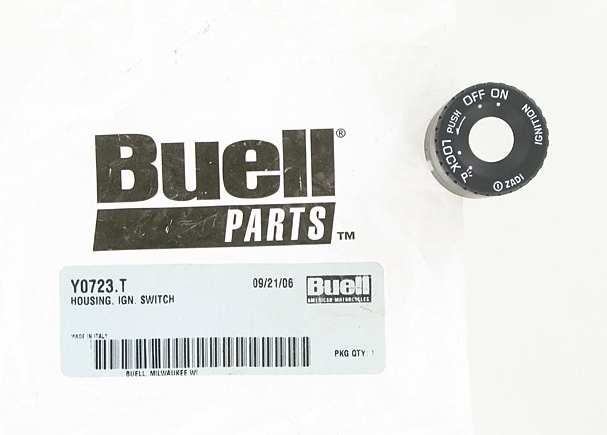 Buell®
PARTS™
Y0723.T
09/21/06
Buell
AMERICAN MOTORCYCLES
HOUSING, IGN. SWITCH
MADE IN ITALY
PKG QTY: 1
BUELL, MILWAUKEE WI
OFF ON
IGNITION
PUSH
LOCK
P
ZADI